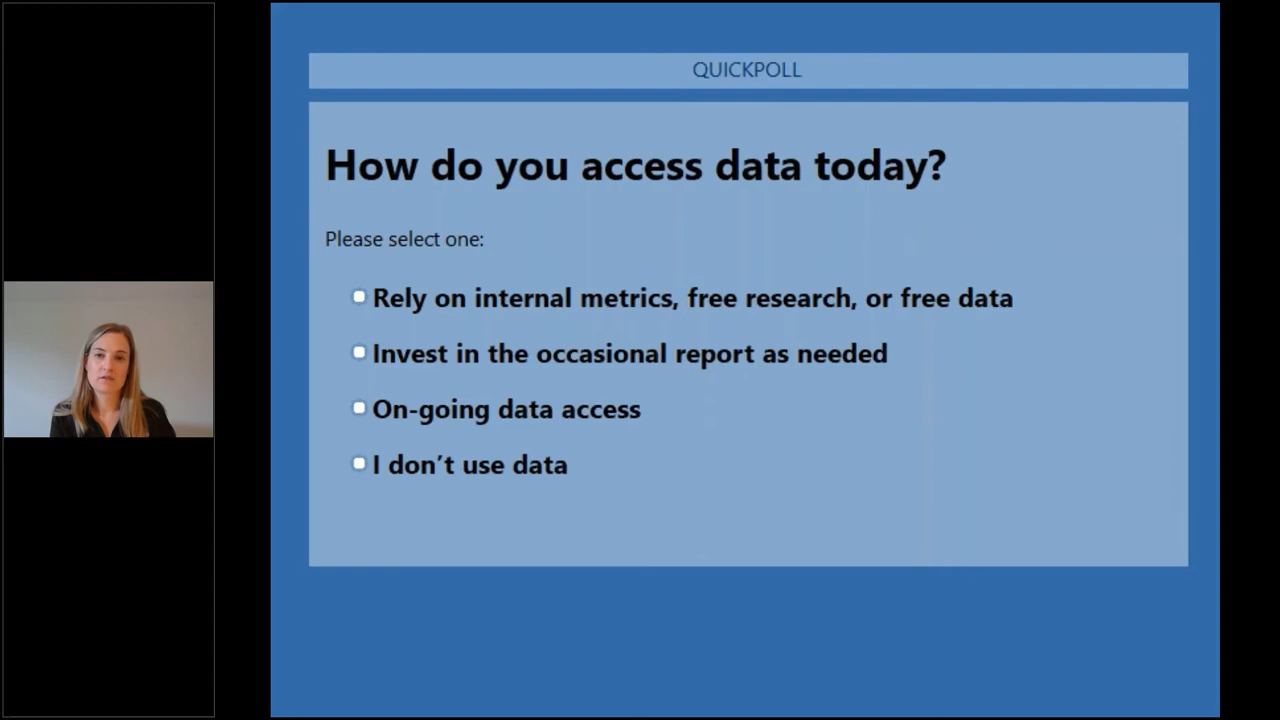 QUICKPOLL
How do you access data today?
Please select one:
Rely on internal metrics, free research, or free data
Invest in the occasional report as needed
On-going data access
I don’t use data